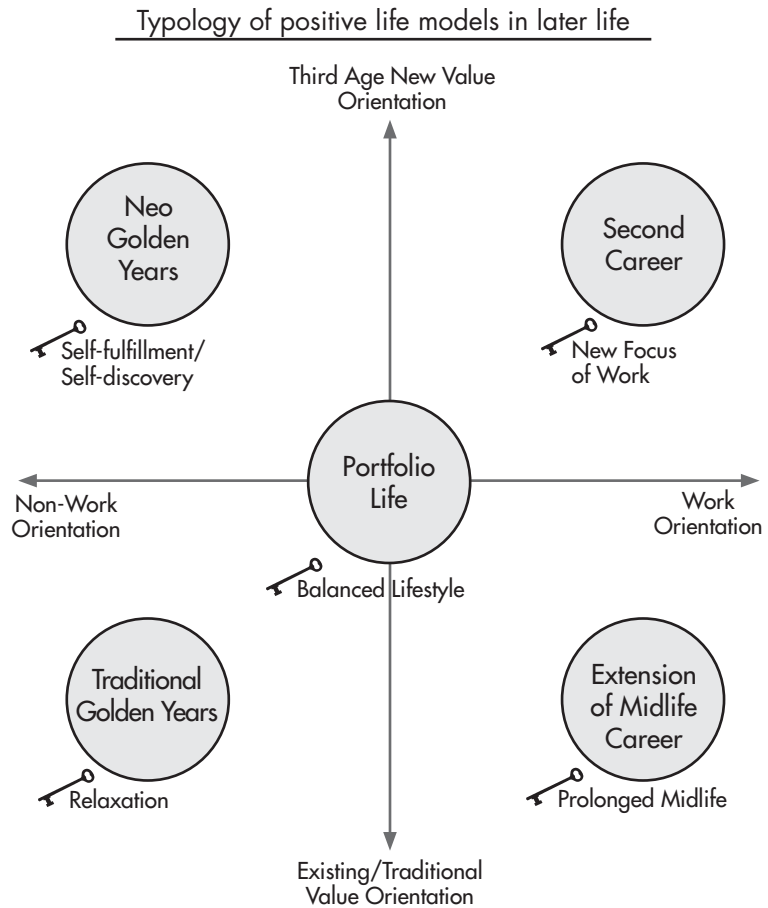 Typology of positive life models in later life
Third Age New Value
Orientation
Neo
Golden
Years
Self-fulfillment/
Self-discovery
Second
Career
New Focus
of Work
Portfolio
Life
Non-Work
Orientation
Work
Orientation
Balanced Lifestyle
Traditional
Golden Years
Relaxation
Extension
of Midlife
Career
Prolonged Midlife
Existing/Traditional
Value Orientation